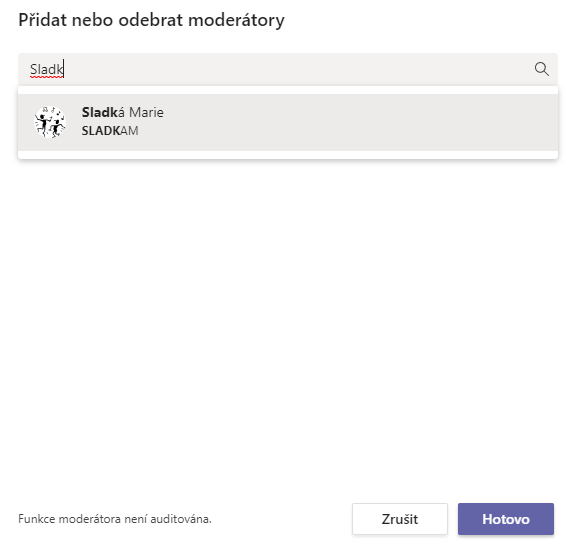 Přidat nebo odebrat moderátory
Sladk
Sladká Marie
SLADKAM
Funkce moderátora není auditována.
Zrušit
Hotovo